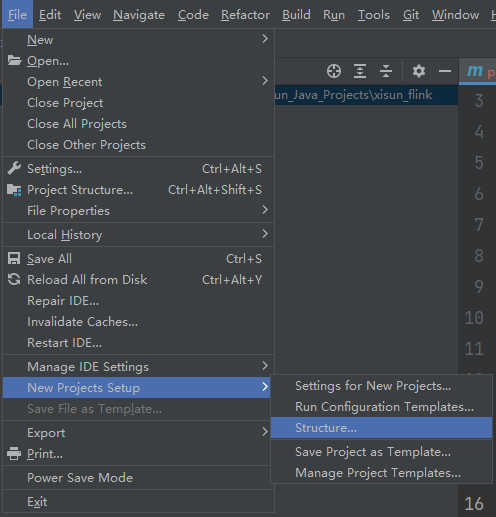 File Edit View Navigate Code Refactor Build Run Tools Git Window
New
Open...
Open Recent
Close Project
Close All Projects
Close Other Projects
Settings... Ctrl+Alt+S
Project Structure... Ctrl+Alt+Shift+S
File Properties
Local History
Save All Ctrl+S
Reload All from Disk Ctrl+Alt+Y
Repair IDE...
Invalidate Caches...
Restart IDE...
Manage IDE Settings
New Projects Setup
Save File as Template...
Export
Print...
Power Save Mode
Exit
Settings for New Projects...
Run Configuration Templates...
Structure...
Save Project as Template...
Manage Project Templates...
un_Java_Projects\xisun_flink
m p
3
4
5
6
7
8
9
10
11
16